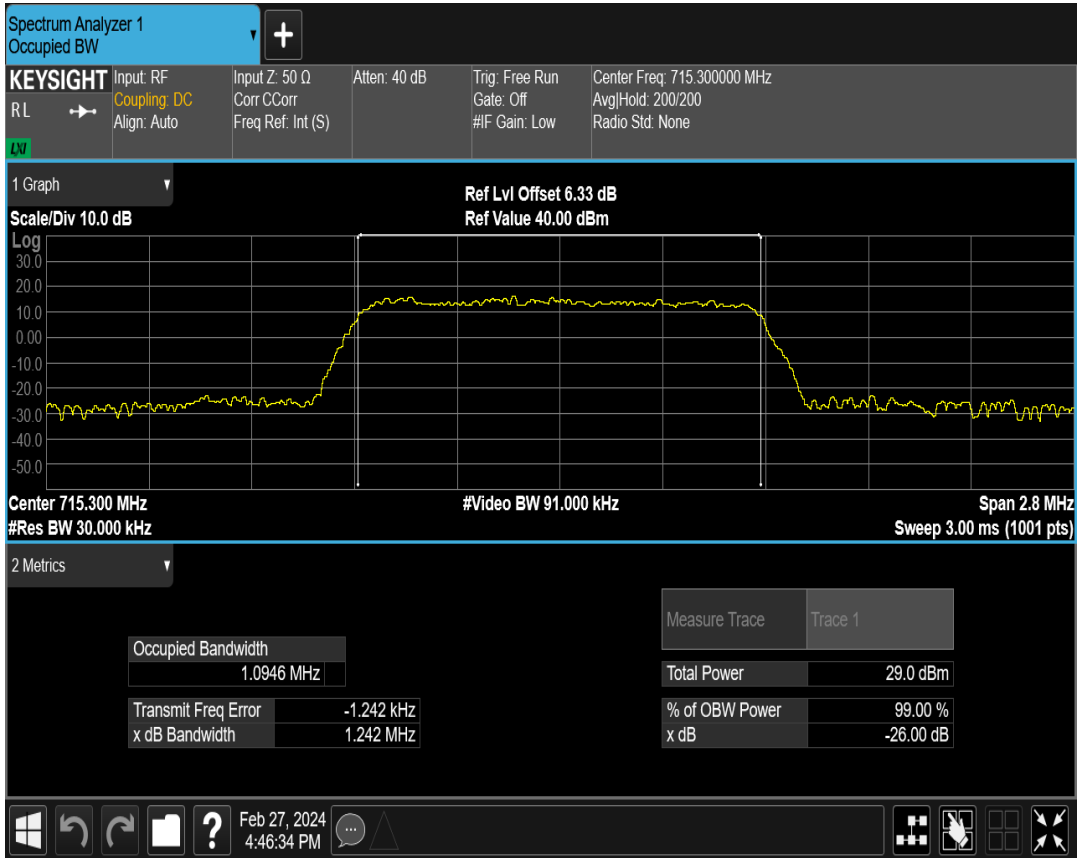 Spectrum Analyzer 1
Occupied BW
+
KEYSIGHT
RL
LXI
Input: RF
Coupling: DC
Align: Auto
Input Z: 50 Ω
Corr CCorr
Freq Ref: Int (S)
Atten: 40 dB
Trig: Free Run
Gate: Off
#IF Gain: Low
Center Freq: 715.300000 MHz
Avg|Hold: 200/200
Radio Std: None
1 Graph
Scale/Div 10.0 dB
Ref Lvl Offset 6.33 dB
Ref Value 40.00 dBm
Log
30.0
20.0
10.0
0.00
-10.0
-20.0
-30.0
-40.0
-50.0
Center 715.300 MHz
#Video BW 91.000 kHz
Span 2.8 MHz
#Res BW 30.000 kHz
Sweep 3.00 ms (1001 pts)
2 Metrics
Measure Trace Trace 1
Occupied Bandwidth
1.0946 MHz
Total Power 29.0 dBm
Transmit Freq Error -1.242 kHz
% of OBW Power 99.00 %
x dB Bandwidth 1.242 MHz
x dB -26.00 dB
?
Feb 27, 2024
4:46:34 PM